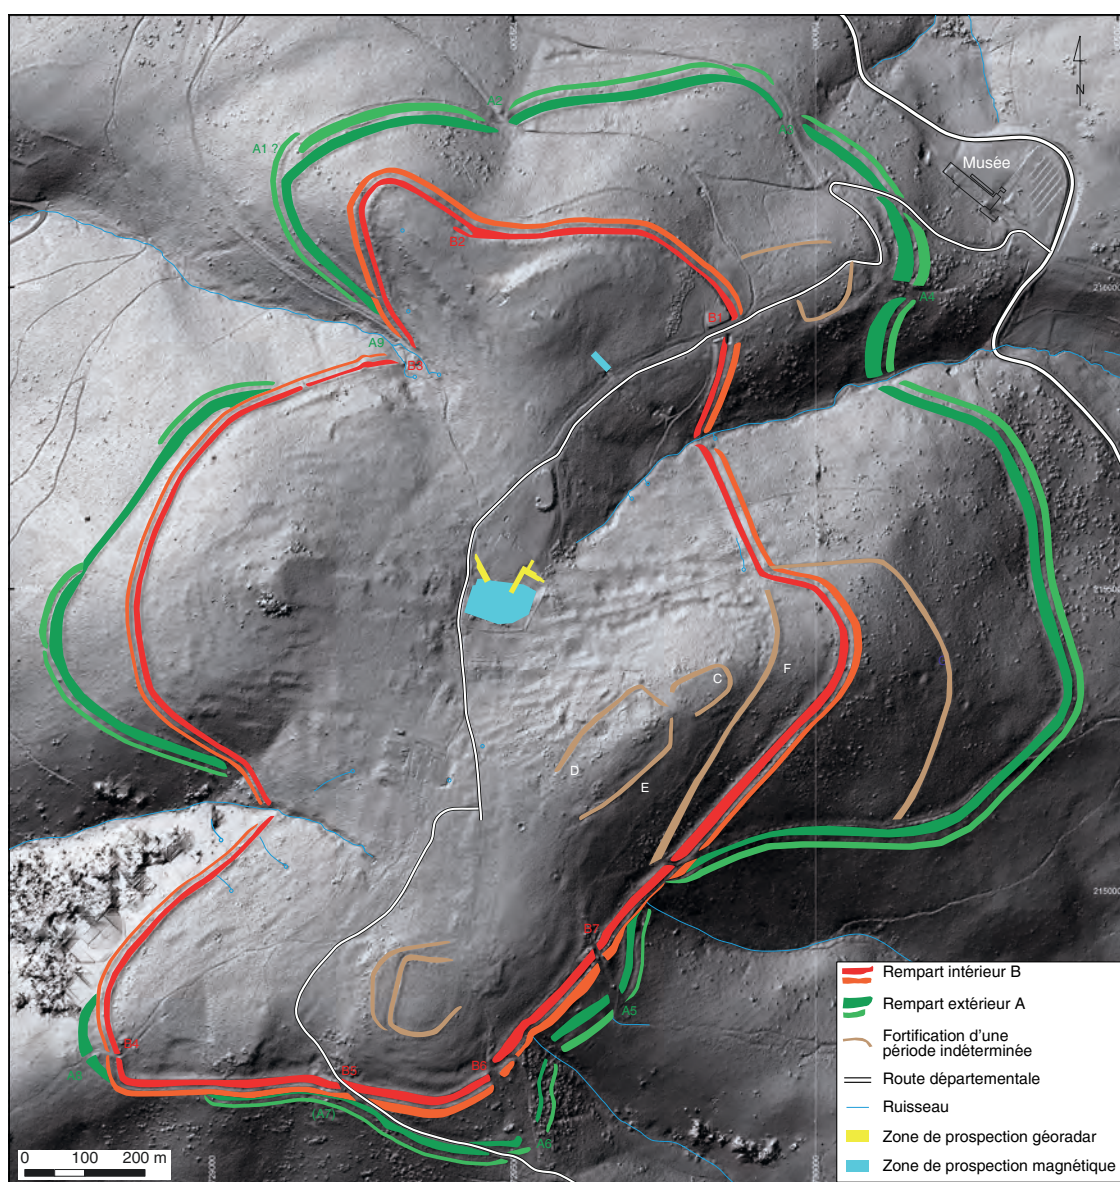 A2
A1 ?
A3
Musée
N
B2
A4
B1
A9
B3
F
C
D
E
215000
B7
A5
B4
A8
B5
B6
(A7)
A6
Rempart intérieur B
Rempart extérieur A
Fortification d'une
période indéterminée
Route départementale
Ruisseau
Zone de prospection géoradar
Zone de prospection magnétique
0 100 200 m